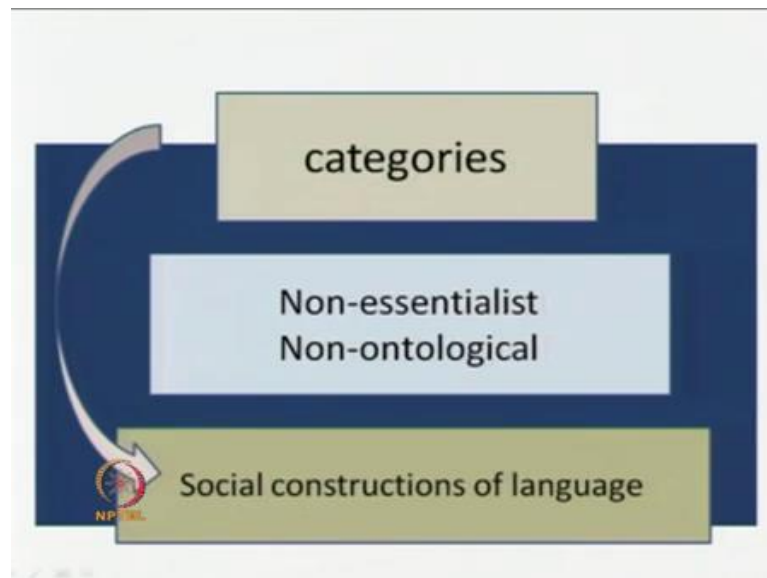 categories
Non-essentialist
Non-ontological
Social constructions of language
NPTEL